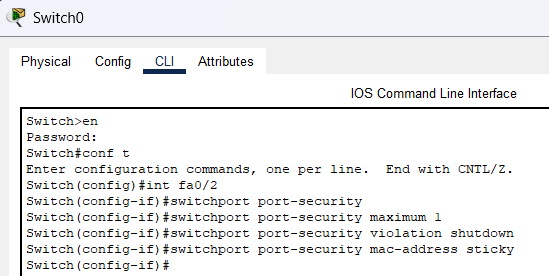 Switch0
Physical Config CLI Attributes
IOS Command Line Interface
Switch>en
Password:
Switch#conf t
Enter configuration commands, one per line.  End with CNTL/Z.
Switch(config)#int fa0/2
Switch(config-if)#switchport port-security
Switch(config-if)#switchport port-security maximum 1
Switch(config-if)#switchport port-security violation shutdown
Switch(config-if)#switchport port-security mac-address sticky
Switch(config-if)#